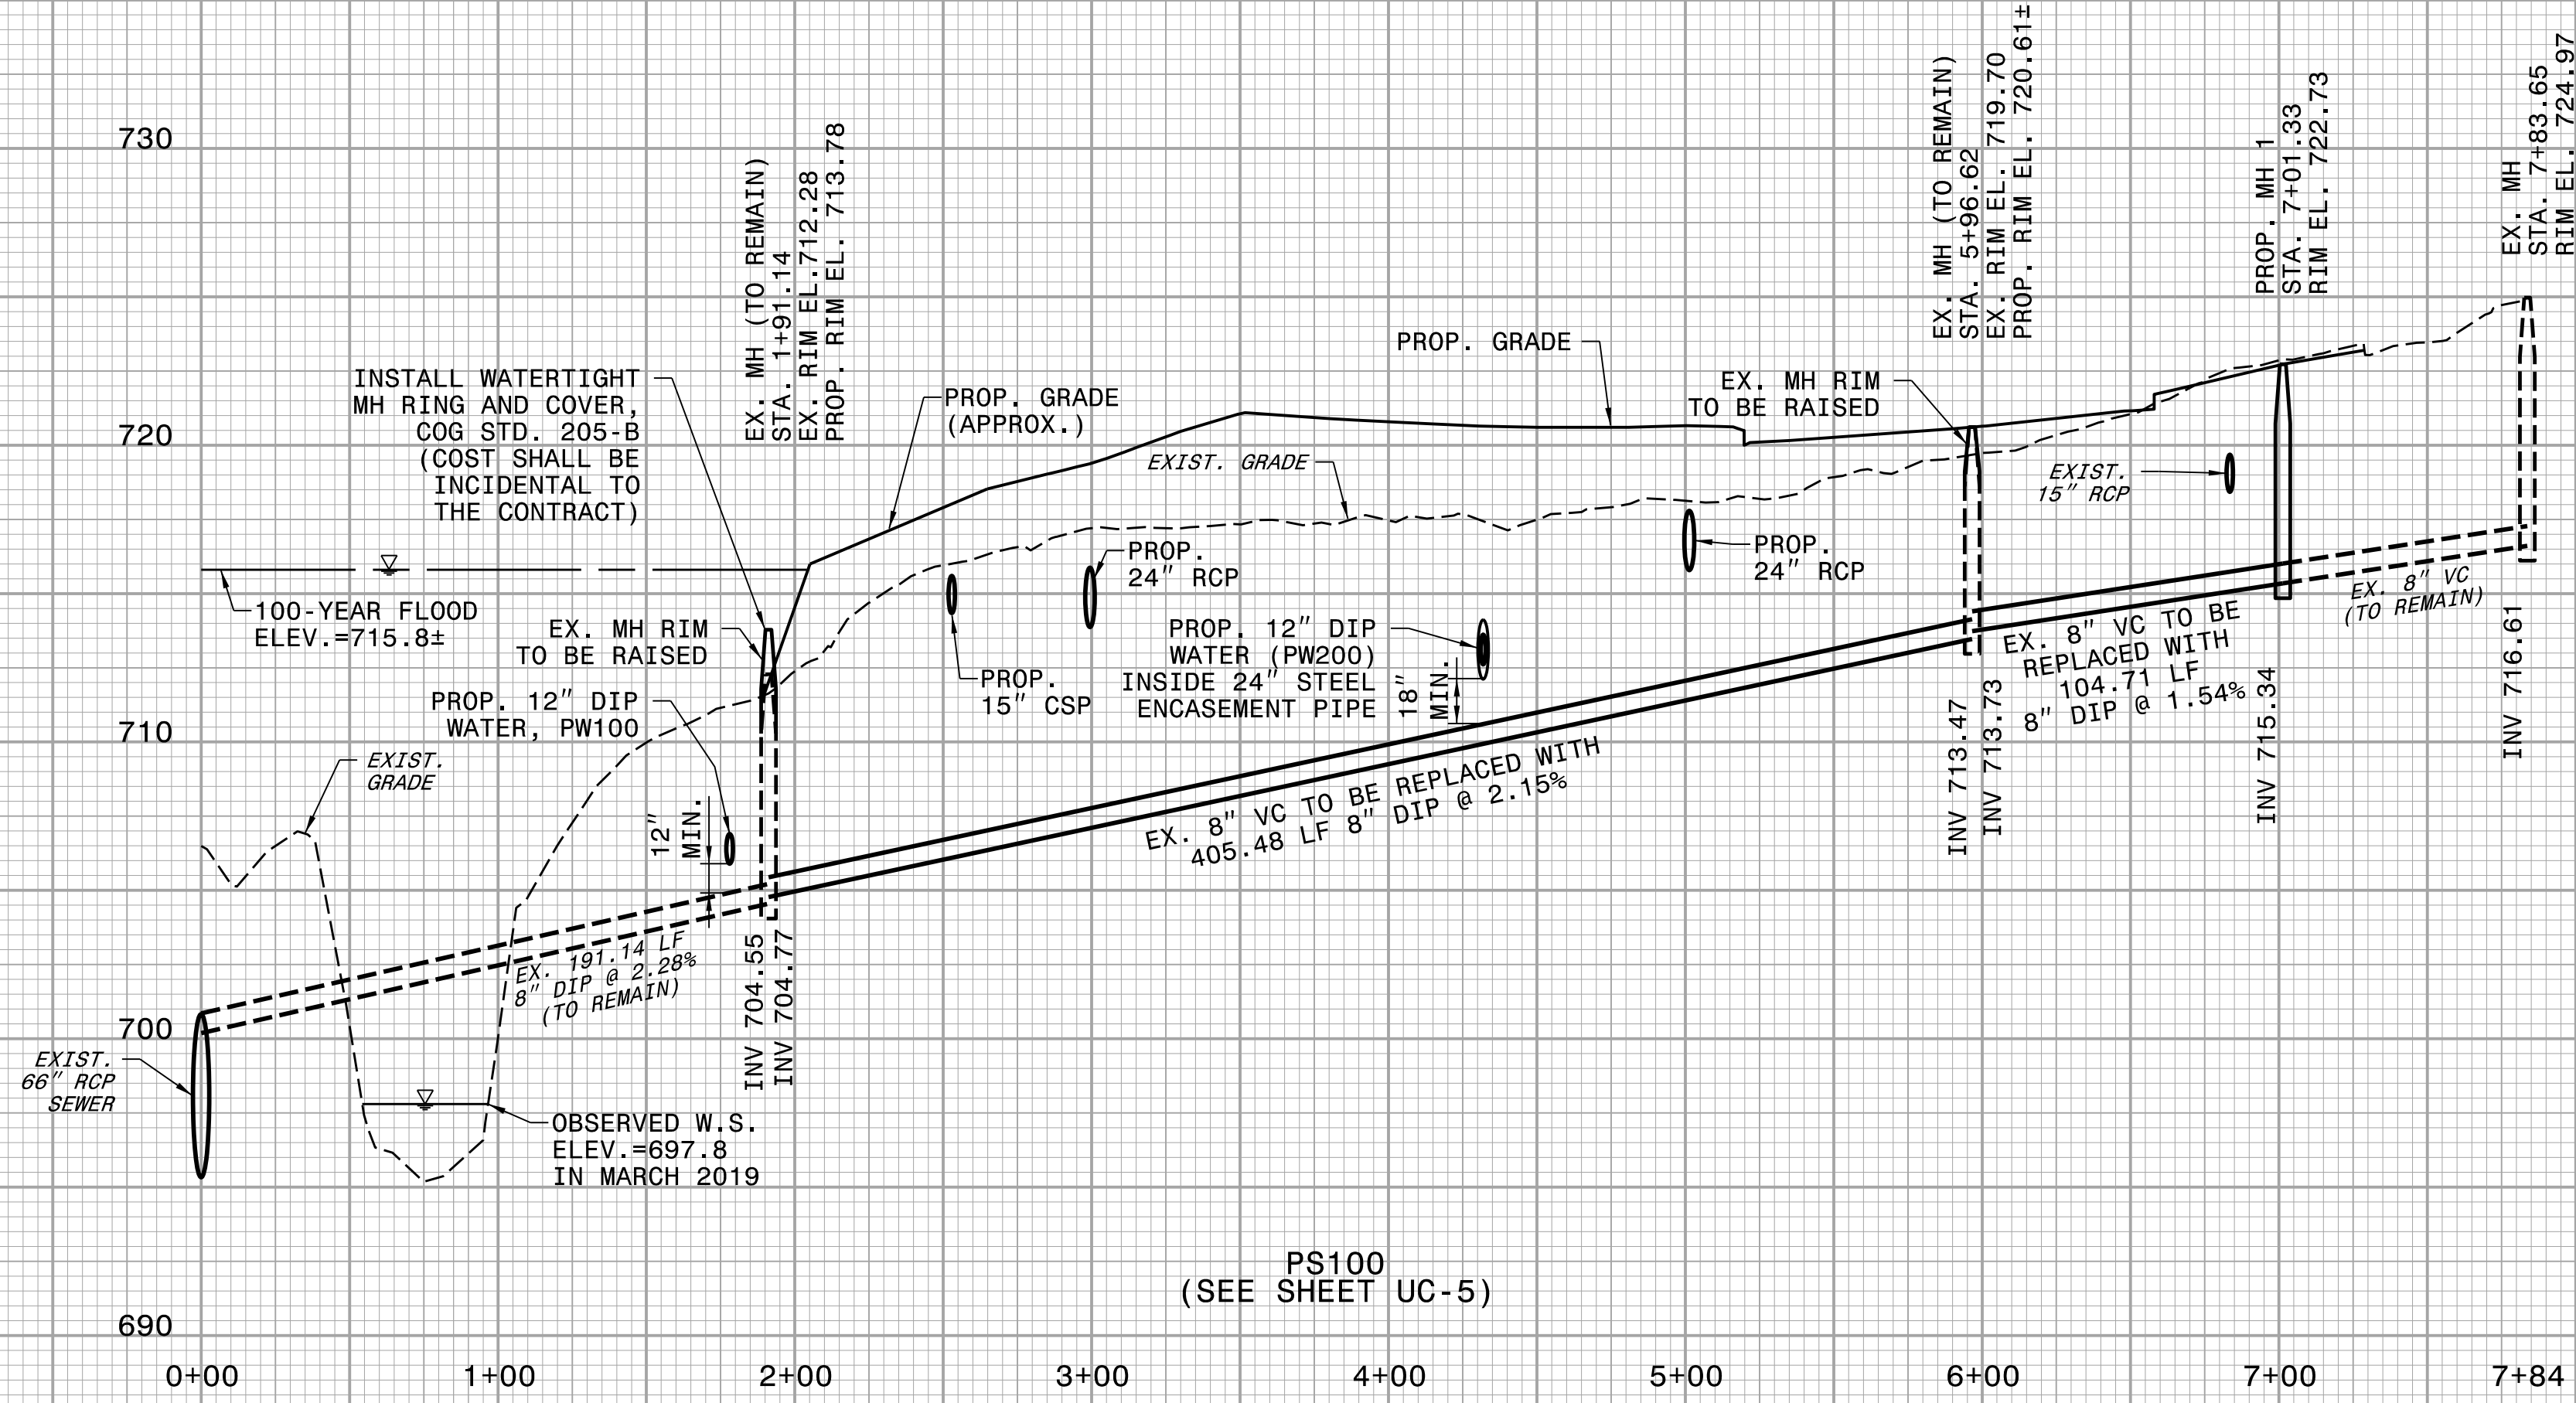 730
720
710
700
690
0+00
1+00
2+00
3+00
4+00
5+00
6+00
7+00
7+84
INSTALL WATERTIGHT
MH RING AND COVER,
COG STD. 205-B
(COST SHALL BE
INCIDENTAL TO
THE CONTRACT)
EX. MH (TO REMAIN)
STA. 1+91.14
EX. RIM EL.712.28
PROP. RIM EL. 713.78
PROP. GRADE
(APPROX.)
EXIST. GRADE
PROP. GRADE
EX. MH (TO REMAIN)
STA. 5+96.62
EX. RIM EL. 719.70
PROP. RIM EL. 720.61±
EX. MH RIM
TO BE RAISED
PROP. MH 1
STA. 7+01.33
RIM EL. 722.73
EX. MH
STA. 7+83.65
RIM EL. 724.97
100-YEAR FLOOD
ELEV.=715.8±
EX. MH RIM
TO BE RAISED
PROP. 12" DIP
WATER, PW100
EXIST.
GRADE
12"
MIN.
PROP.
15" CSP
PROP.
24" RCP
PROP. 12" DIP
WATER (PW200)
INSIDE 24" STEEL
ENCASEMENT PIPE
18"
MIN.
PROP.
24" RCP
EXIST.
15" RCP
EX. 8" VC
(TO REMAIN)
EX. 8" VC TO BE
REPLACED WITH
104.71 LF
8" DIP @ 1.54%
EX. 8" VC TO BE REPLACED WITH
405.48 LF 8" DIP @ 2.15%
EX. 191.14 LF
8" DIP @ 2.28%
(TO REMAIN)
INV 704.55
INV 704.77
INV 713.47
INV 713.73
INV 715.34
INV 716.61
EXIST.
66" RCP
SEWER
OBSERVED W.S.
ELEV.=697.8
IN MARCH 2019
PS100
(SEE SHEET UC-5)